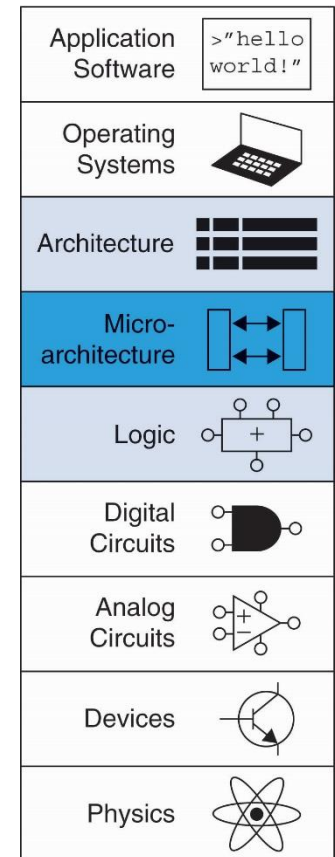 Application
Software
>"hello
world!"
Operating
Systems
Architecture
Micro-
architecture
Logic
+
Digital
Circuits
Analog
Circuits
+
−
Devices
Physics